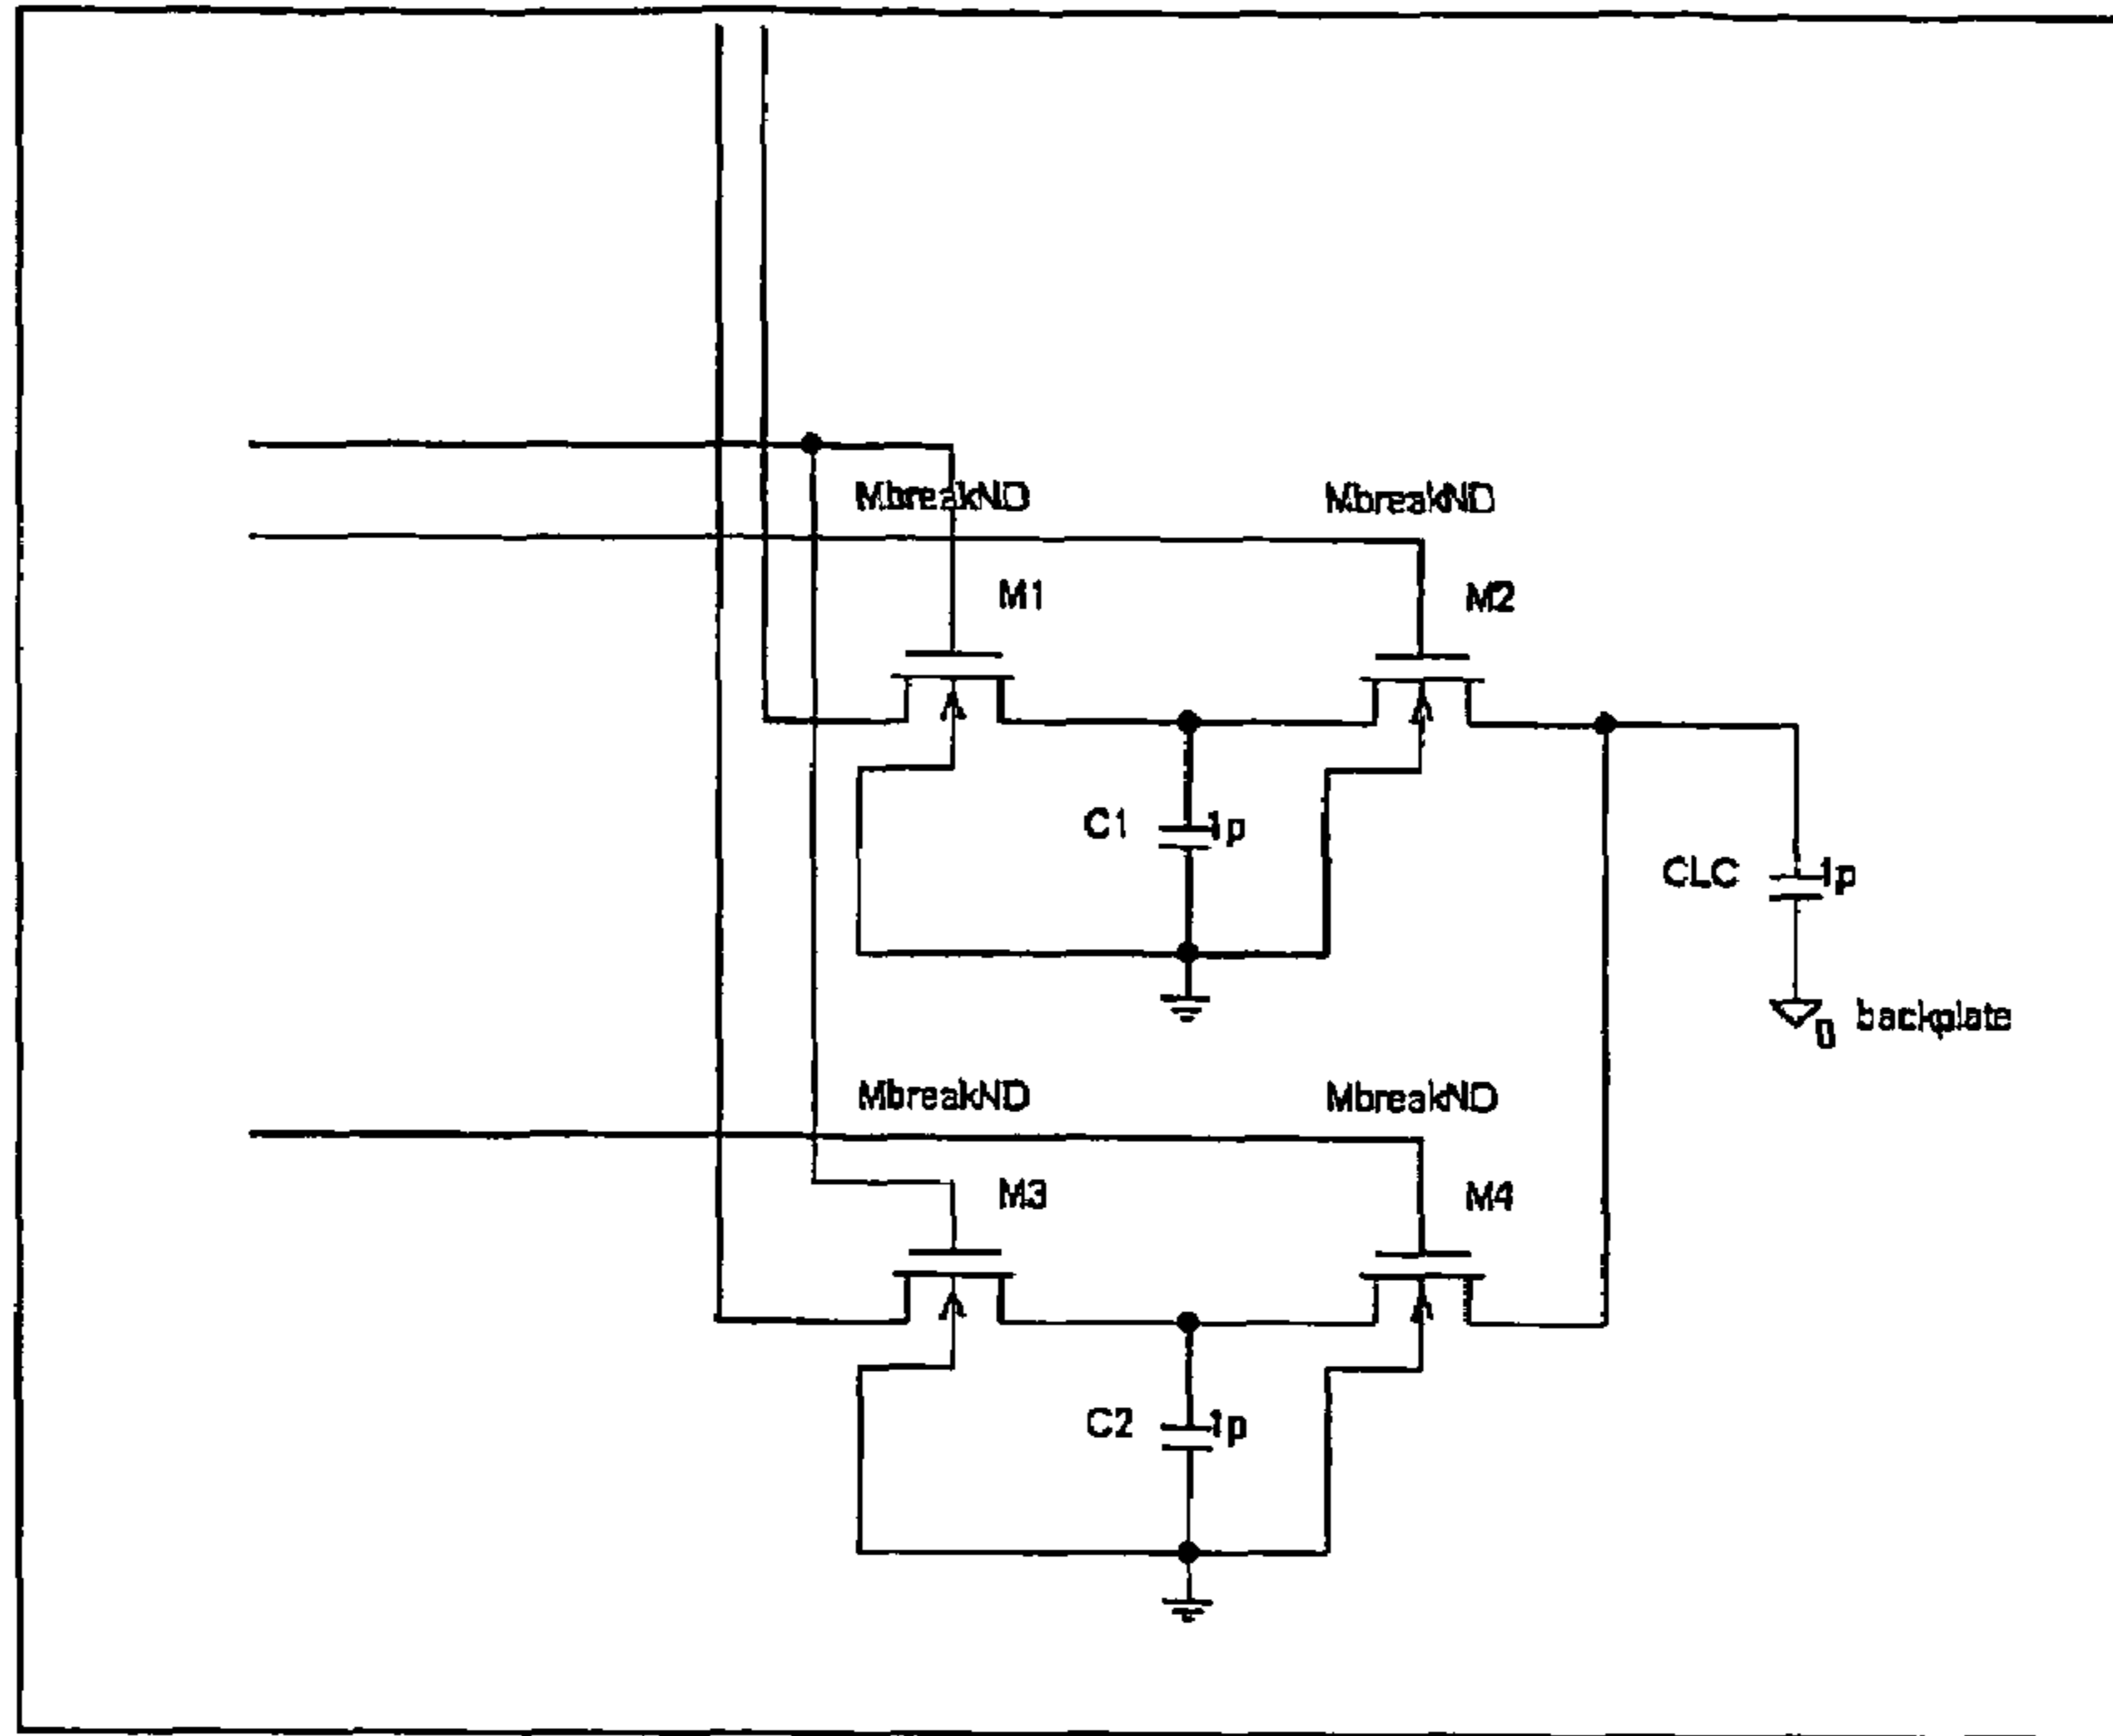 MbreakND MbreakND
M1 M2
C1 1p
CLC 1p
0 backplate
MbreakND MbreakND
M3 M4
C2 1p